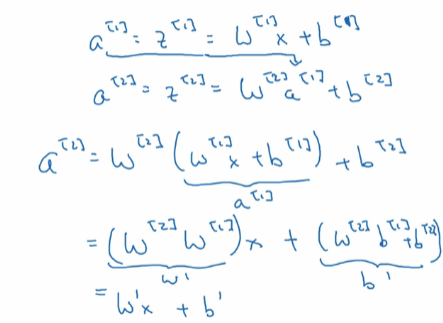 a^[1] = z^[1] = W^[1] x + b^[1]
a^[2] = z^[2] = W^[2] a^[1] + b^[2]
a^[2] = W^[2] (W^[1] x + b^[1]) + b^[2]
a^[1]
= (W^[2] W^[1]) x + (W^[2] b^[1] + b^[2])
W' b'
= W' x + b'